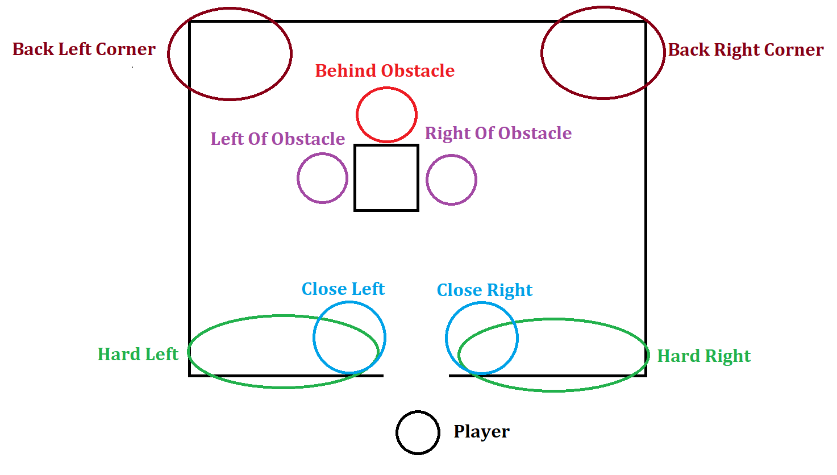 Back Left Corner
Back Right Corner
Behind Obstacle
Left Of Obstacle
Right Of Obstacle
Close Left
Close Right
Hard Left
Hard Right
Player